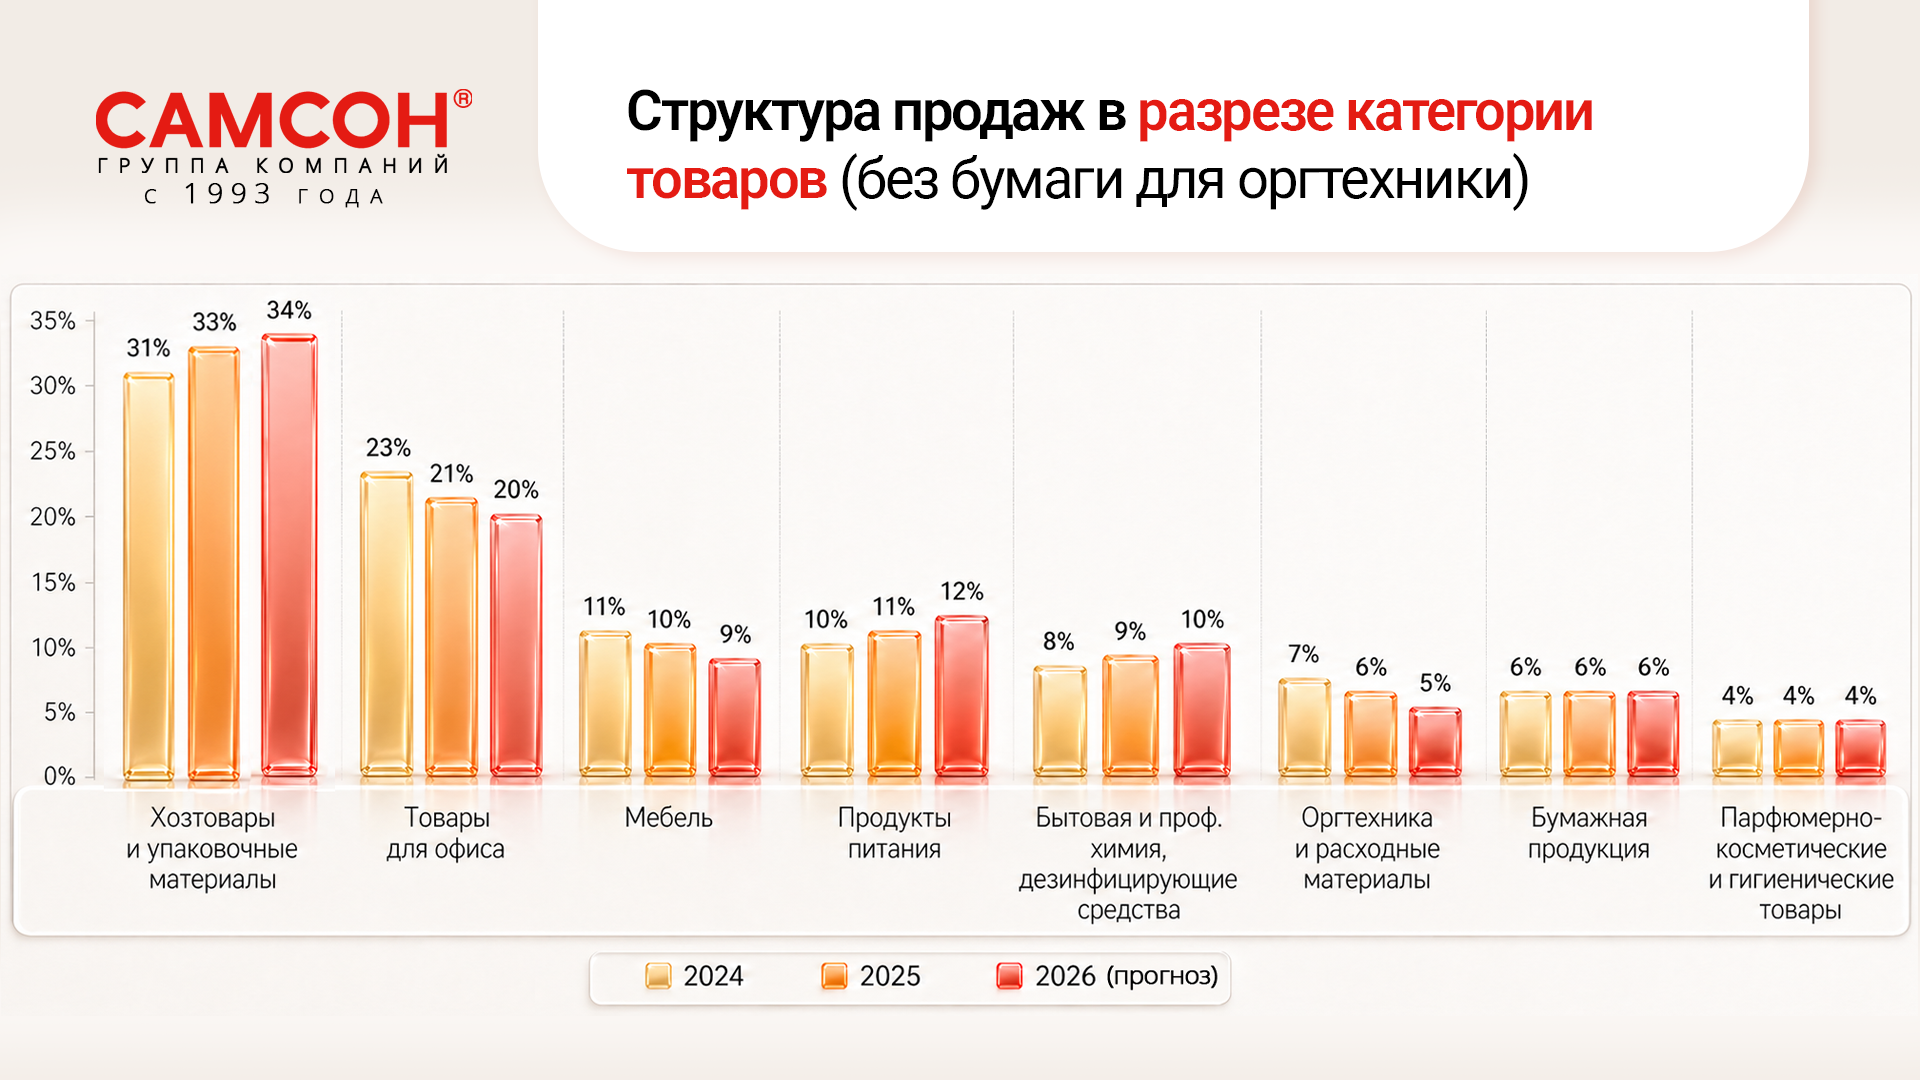 САМСОН®
ГРУППА КОМПАНИЙ
С 1993 ГОДА
Структура продаж в разрезе категории
товаров (без бумаги для оргтехники)
35%
30%
25%
20%
15%
10%
5%
0%
31% 33% 34%
23% 21% 20%
11% 10% 9%
10% 11% 12%
8% 9% 10%
7% 6% 5%
6% 6% 6%
4% 4% 4%
Хозтовары
и упаковочные
материалы
Товары
для офиса
Мебель
Продукты
питания
Бытовая и проф.
химия,
дезинфицирующие
средства
Оргтехника
и расходные
материалы
Бумажная
продукция
Парфюмерно-
косметические
и гигиенические
товары
2024 2025 2026 (прогноз)